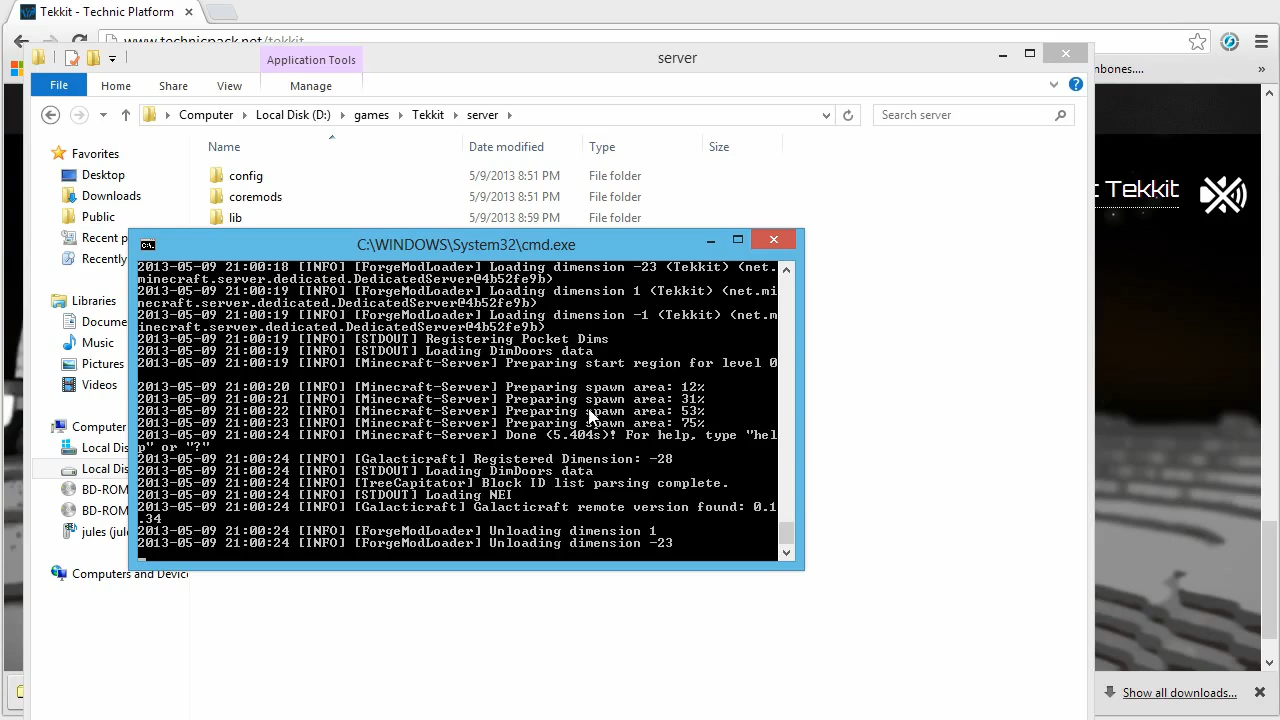 Tekkit - Technic Platform
www.technicpack.net/tekkit
Application Tools
server
File Home Share View Manage
Computer Local Disk (D:) games Tekkit server
Search server
Name Date modified Type Size
Favorites
Desktop
Downloads
Public
Recent p
Recently
Libraries
Docume
Music
Pictures
Videos
Computer
Local Dis
Local Dis
BD-ROM
BD-ROM
jules (jule
Computers and Device
config 5/9/2013 8:51 PM File folder
coremods 5/9/2013 8:51 PM File folder
lib 5/9/2013 8:59 PM File folder
C:\WINDOWS\System32\cmd.exe
2013-05-09 21:00:18 [INFO] [ForgeModLoader] Loading dimension -23 (Tekkit) (net.
minecraft.server.dedicated.DedicatedServer@4b52fe9b)
2013-05-09 21:00:19 [INFO] [ForgeModLoader] Loading dimension 1 (Tekkit) (net.mi
necraft.server.dedicated.DedicatedServer@4b52fe9b)
2013-05-09 21:00:19 [INFO] [ForgeModLoader] Loading dimension -1 (Tekkit) (net.m
inecraft.server.dedicated.DedicatedServer@4b52fe9b)
2013-05-09 21:00:19 [INFO] [STDOUT] Registering Pocket Dims
2013-05-09 21:00:19 [INFO] [STDOUT] Loading DimDoors data
2013-05-09 21:00:19 [INFO] [Minecraft-Server] Preparing start region for level 0
2013-05-09 21:00:20 [INFO] [Minecraft-Server] Preparing spawn area: 12%
2013-05-09 21:00:21 [INFO] [Minecraft-Server] Preparing spawn area: 31%
2013-05-09 21:00:22 [INFO] [Minecraft-Server] Preparing spawn area: 53%
2013-05-09 21:00:23 [INFO] [Minecraft-Server] Preparing spawn area: 75%
2013-05-09 21:00:24 [INFO] [Minecraft-Server] Done (5.404s)! For help, type "hel
p" or "?"
2013-05-09 21:00:24 [INFO] [Galacticraft] Registered Dimension: -28
2013-05-09 21:00:24 [INFO] [STDOUT] Loading DimDoors data
2013-05-09 21:00:24 [INFO] [TreeCapitator] Block ID list parsing complete.
2013-05-09 21:00:24 [INFO] [STDOUT] Loading NEI
2013-05-09 21:00:24 [INFO] [Galacticraft] Galacticraft remote version found: 0.1
.34
2013-05-09 21:00:24 [INFO] [ForgeModLoader] Unloading dimension 1
2013-05-09 21:00:24 [INFO] [ForgeModLoader] Unloading dimension -23
mbones....
»
t Tekkit
Show all downloads...